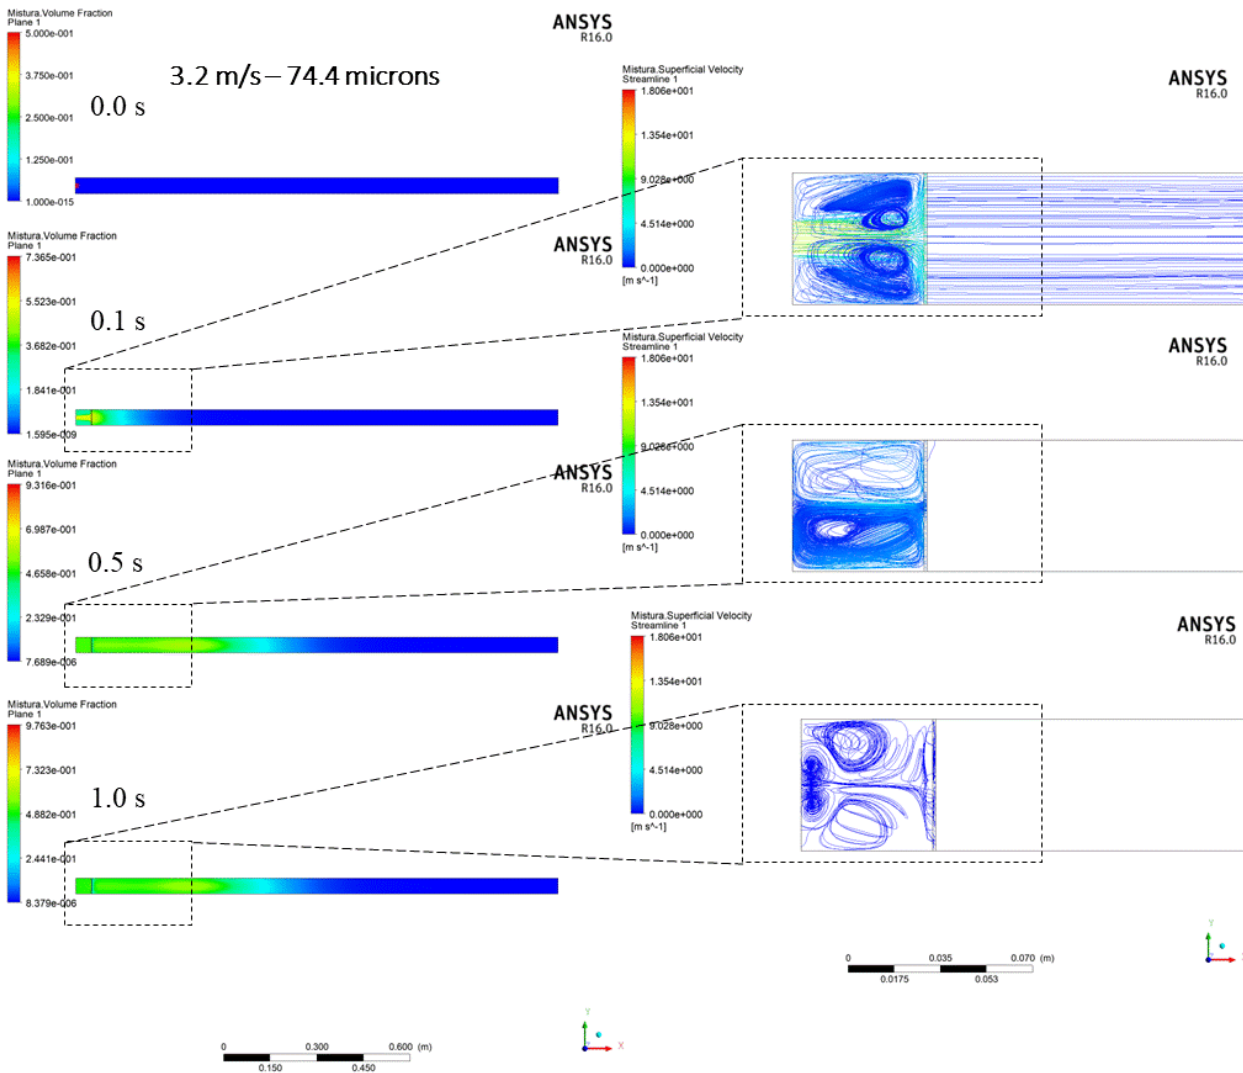 Mistura.Volume Fraction
Plane 1
5.000e-001
3.750e-001
2.500e-001
1.250e-001
1.000e-015
3.2 m/s – 74.4 microns
0.0 s
ANSYS
R16.0
Mistura.Superficial Velocity
Streamline 1
1.806e+001
1.354e+001
9.028e+000
4.514e+000
0.000e+000
[m s^-1]
ANSYS
R16.0
Mistura.Volume Fraction
Plane 1
7.365e-001
5.523e-001
3.682e-001
1.841e-001
1.595e-009
0.1 s
ANSYS
R16.0
Mistura.Superficial Velocity
Streamline 1
1.806e+001
1.354e+001
9.028e+000
4.514e+000
0.000e+000
[m s^-1]
ANSYS
R16.0
Mistura.Volume Fraction
Plane 1
9.316e-001
6.987e-001
4.658e-001
2.329e-001
7.689e-006
0.5 s
ANSYS
R16.0
Mistura.Superficial Velocity
Streamline 1
1.806e+001
1.354e+001
9.028e+000
4.514e+000
0.000e+000
[m s^-1]
ANSYS
R16.0
Mistura.Volume Fraction
Plane 1
9.763e-001
7.323e-001
4.882e-001
2.441e-001
8.379e-006
1.0 s
ANSYS
R16.0
0 0.035 0.070 (m)
0.0175 0.053
Y
0 0.300 0.600 (m)
0.150 0.450
Y
X